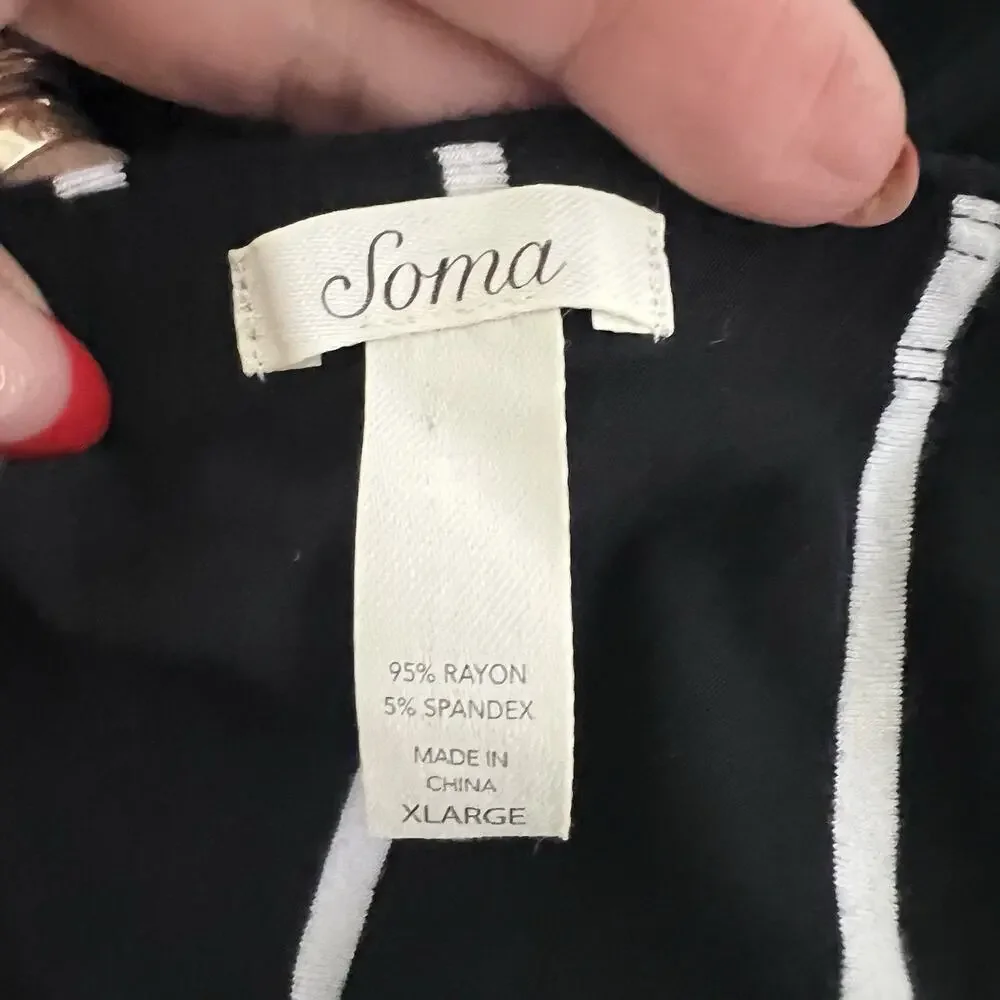 Soma
95% RAYON
5% SPANDEX
MADE IN
CHINA
XLARGE